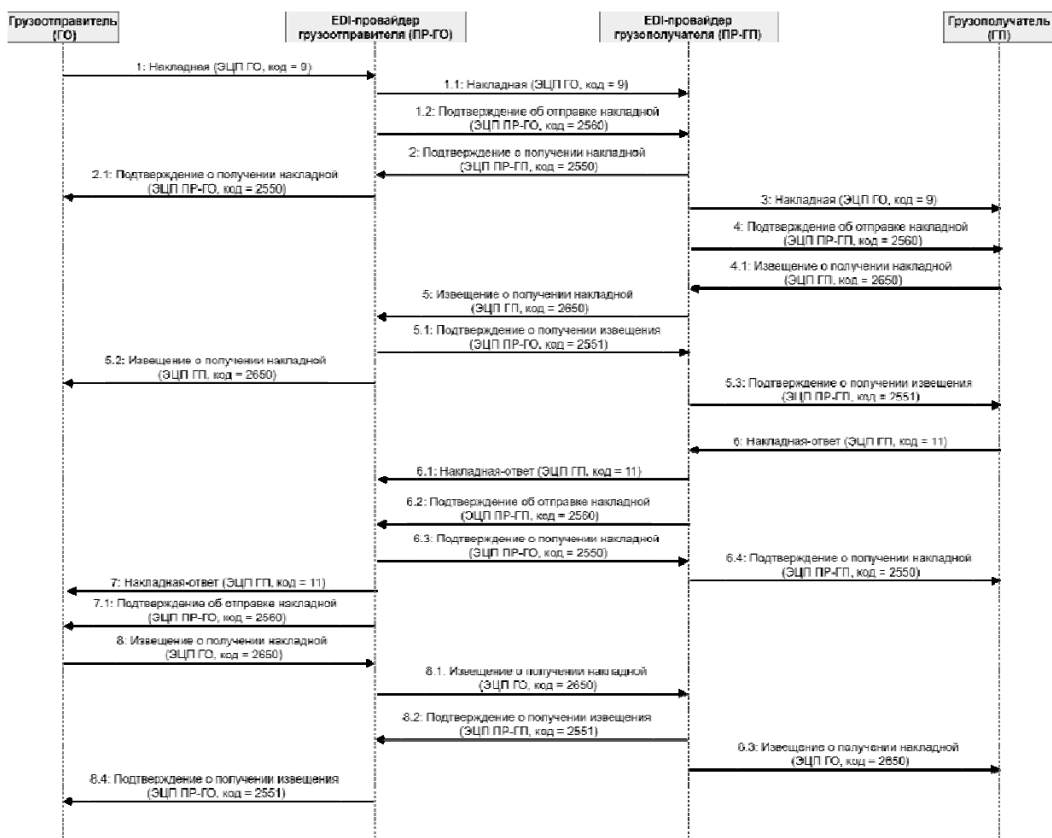 Грузоотправитель
(ГО)
EDI-провайдер
грузоотправителя (ПР-ГО)
EDI-провайдер
грузополучателя (ПР-ГП)
Грузополучатель
(ГП)
1: Накладная (ЭЦП ГО, код = 9)
1.1: Накладная (ЭЦП ГО, код = 9)
1.2: Подтверждение об отправке накладной
(ЭЦП ПР-ГО, код = 2560)
2: Подтверждение о получении накладной
(ЭЦП ПР-ГП, код = 2550)
2.1: Подтверждение о получении накладной
(ЭЦП ПР-ГО, код = 2550)
3: Накладная (ЭЦП ГО, код = 9)
4: Подтверждение об отправке накладной
(ЭЦП ПР-ГП, код = 2560)
4.1: Извещение о получении накладной
(ЭЦП ГП, код = 2650)
5: Извещение о получении накладной
(ЭЦП ГП, код = 2650)
5.1: Подтверждение о получении извещения
(ЭЦП ПР-ГО, код = 2551)
5.2: Извещение о получении накладной
(ЭЦП ГП, код = 2650)
5.3: Подтверждение о получении извещения
(ЭЦП ПР-ГП, код = 2551)
6: Накладная-ответ (ЭЦП ГП, код = 11)
6.1: Накладная-ответ (ЭЦП ГП, код = 11)
6.2: Подтверждение об отправке накладной
(ЭЦП ПР-ГП, код = 2560)
6.3: Подтверждение о получении накладной
(ЭЦП ПР-ГО, код = 2550)
6.4: Подтверждение о получении накладной
(ЭЦП ПР-ГП, код = 2550)
7: Накладная-ответ (ЭЦП ГП, код = 11)
7.1: Подтверждение об отправке накладной
(ЭЦП ПР-ГО, код = 2560)
8: Извещение о получении накладной
(ЭЦП ГО, код = 2650)
8.1. Извещение о получении накладной
(ЭЦП ГО, код = 2650)
8.2: Подтверждение о получении извещения
(ЭЦП ПР-ГП, код = 2551)
8.3: Извещение о получении накладной
(ЭЦП ГО, код = 2650)
8.4: Подтверждение о получении извещения
(ЭЦП ПР-ГО, код = 2551)